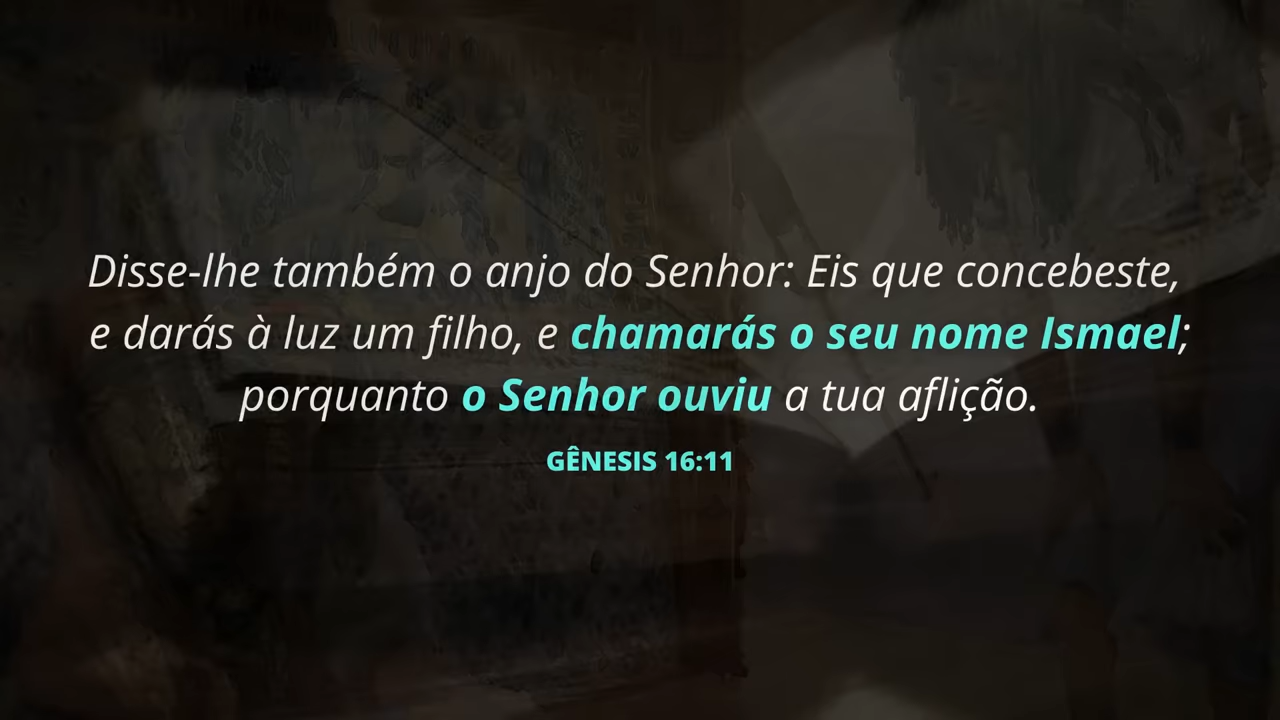 Disse-lhe também o anjo do Senhor: Eis que concebeste,
e darás à luz um filho, e chamarás o seu nome Ismael;
porquanto o Senhor ouviu a tua aflição.
GÊNESIS 16:11